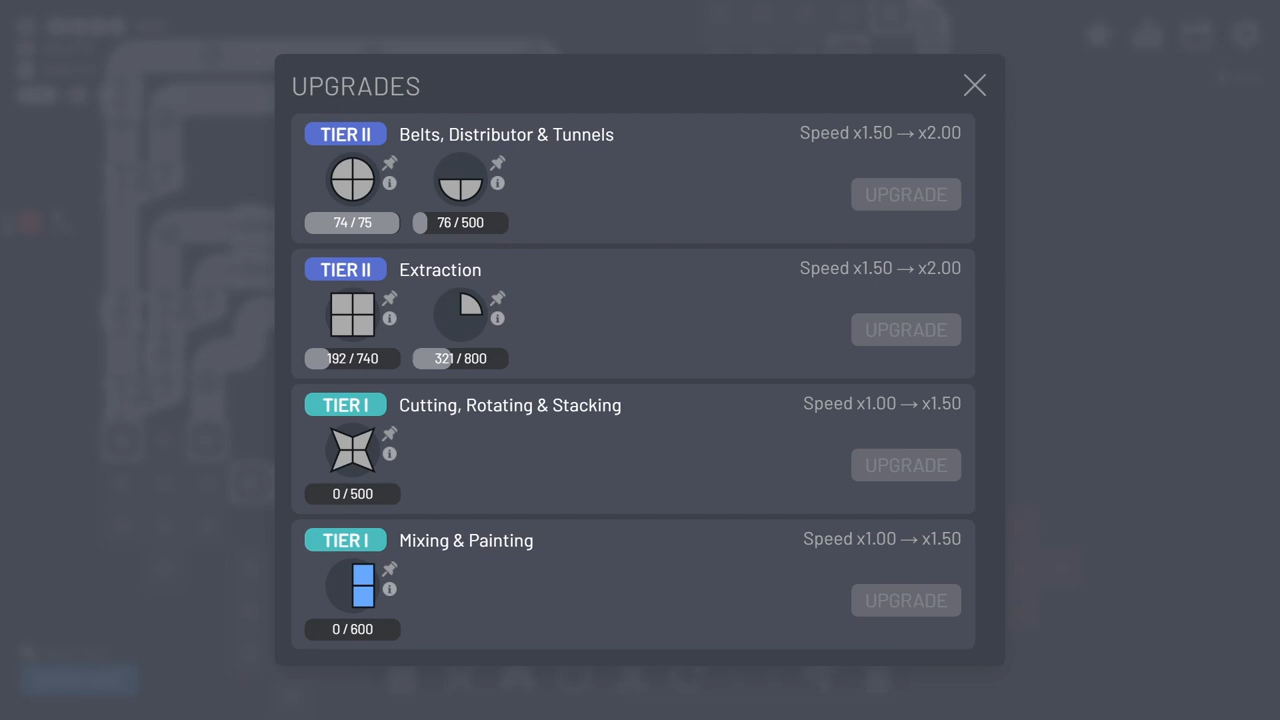 UPGRADES
TIER II Belts, Distributor & Tunnels Speed x1.50 → x2.00
74 / 75 76 / 500
UPGRADE
TIER II Extraction Speed x1.50 → x2.00
192 / 740 321 / 800
UPGRADE
TIER I Cutting, Rotating & Stacking Speed x1.00 → x1.50
0 / 500
UPGRADE
TIER I Mixing & Painting Speed x1.00 → x1.50
0 / 600
UPGRADE